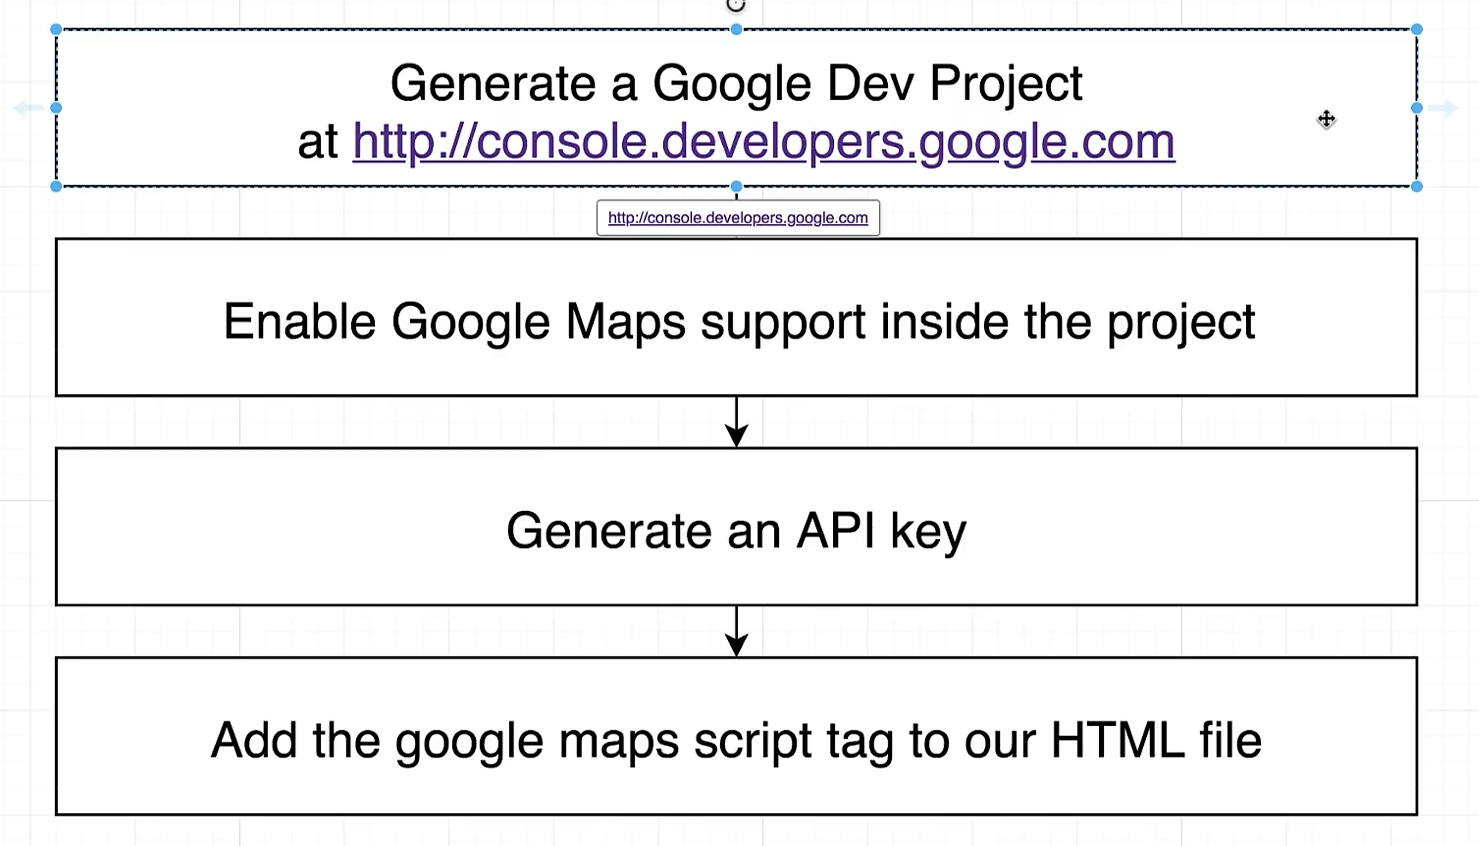 Generate a Google Dev Project
at http://console.developers.google.com
http://console.developers.google.com
Enable Google Maps support inside the project
Generate an API key
Add the google maps script tag to our HTML file